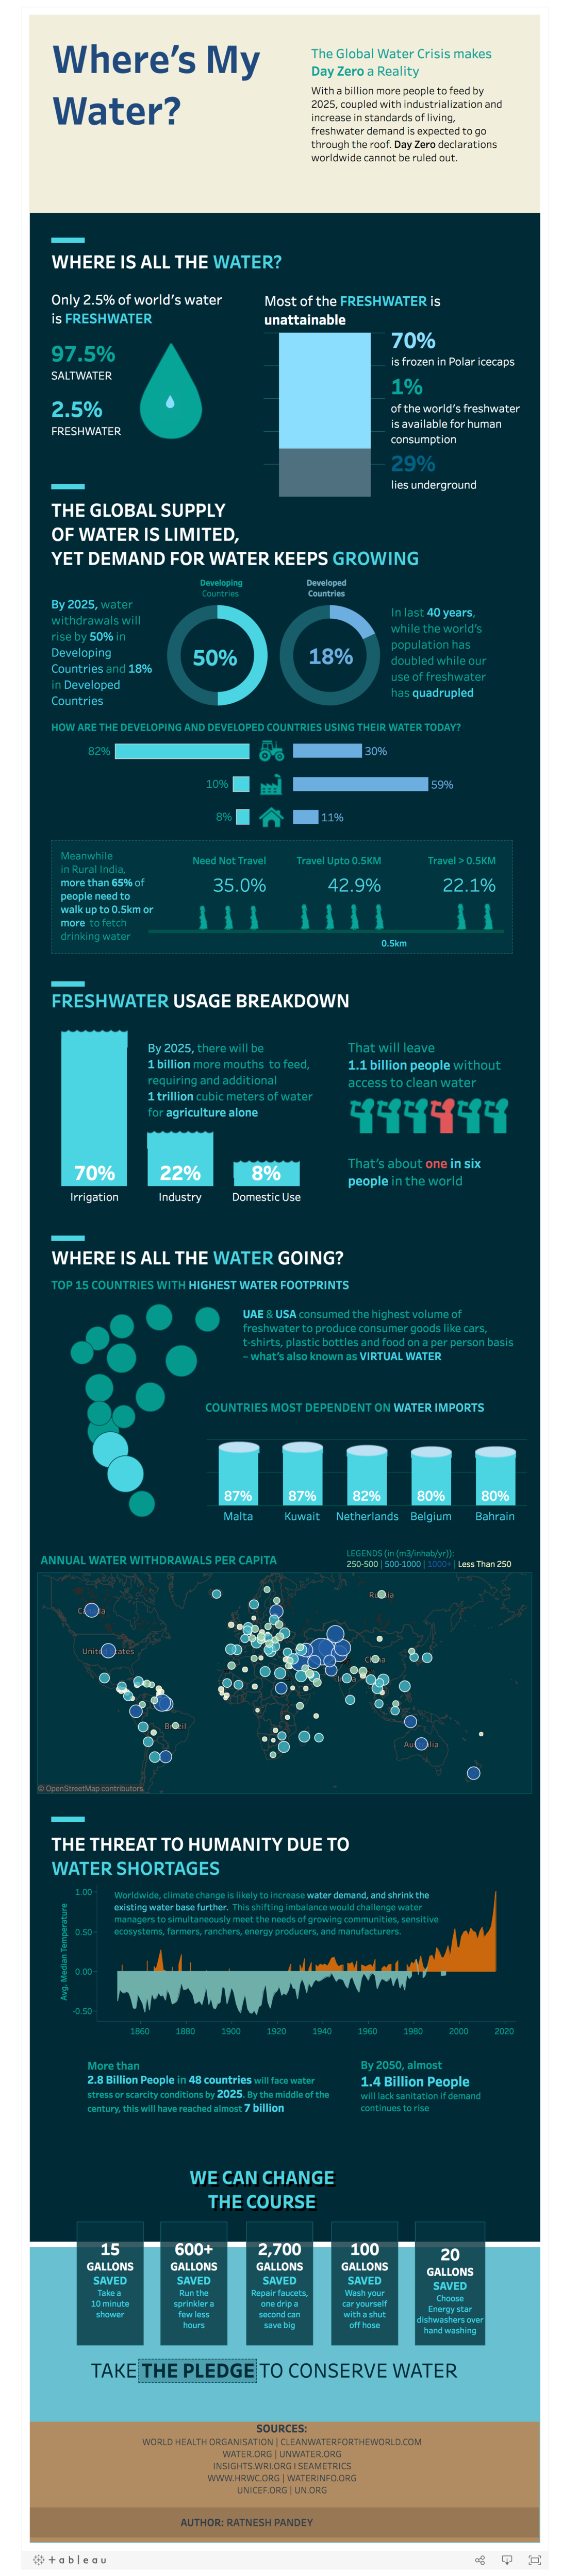 Where's My
Water?
The Global Water Crisis makes
Day Zero a Reality
With a billion more people to feed by
2025, coupled with industrialization and
increase in standards of living,
freshwater demand is expected to go
through the roof. Day Zero declarations
worldwide cannot be ruled out.
WHERE IS ALL THE WATER?
Only 2.5% of world's water
is FRESHWATER
97.5%
SALTWATER
2.5%
FRESHWATER
Most of the FRESHWATER is
unattainable
70%
is frozen in Polar icecaps
1%
of the world's freshwater
is available for human
consumption
29%
lies underground
THE GLOBAL SUPPLY
OF WATER IS LIMITED,
YET DEMAND FOR WATER KEEPS GROWING
By 2025, water
withdrawals will
rise by 50% in
Developing
Countries and 18%
in Developed
Countries
Developing
Countries
50%
Developed
Countries
18%
In last 40 years,
while the world's
population has
doubled while our
use of freshwater
has quadrupled
HOW ARE THE DEVELOPING AND DEVELOPED COUNTRIES USING THEIR WATER TODAY?
82% 30%
10% 59%
8% 11%
Meanwhile
in Rural India,
more than 65% of
people need to
walk up to 0.5km or
more to fetch
drinking water
Need Not Travel
35.0%
Travel Upto 0.5KM
42.9%
Travel > 0.5KM
22.1%
0.5km
FRESHWATER USAGE BREAKDOWN
70%
Irrigation
22%
Industry
8%
Domestic Use
By 2025, there will be
1 billion more mouths to feed,
requiring and additional
1 trillion cubic meters of water
for agriculture alone
That will leave
1.1 billion people without
access to clean water
That's about one in six
people in the world
WHERE IS ALL THE WATER GOING?
TOP 15 COUNTRIES WITH HIGHEST WATER FOOTPRINTS
UAE & USA consumed the highest volume of
freshwater to produce consumer goods like cars,
t-shirts, plastic bottles and food on a per person basis
– what's also known as VIRTUAL WATER
COUNTRIES MOST DEPENDENT ON WATER IMPORTS
87% 87% 82% 80% 80%
Malta Kuwait Netherlands Belgium Bahrain
ANNUAL WATER WITHDRAWALS PER CAPITA
LEGENDS (in (m3/inhab/yr)):
250-500 | 500-1000 | 1000+ | Less Than 250
Russia
Brazil
© OpenStreetMap contributors
THE THREAT TO HUMANITY DUE TO
WATER SHORTAGES
Worldwide, climate change is likely to increase water demand, and shrink the
existing water base further. This shifting imbalance would challenge water
managers to simultaneously meet the needs of growing communities, sensitive
ecosystems, farmers, ranchers, energy producers, and manufacturers.
Avg. Median Temperature
1.00
0.50
0.00
-0.50
1860 1880 1900 1920 1940 1960 1980 2000 2020
More than
2.8 Billion People in 48 countries will face water
stress or scarcity conditions by 2025. By the middle of the
century, this will have reached almost 7 billion
By 2050, almost
1.4 Billion People
will lack sanitation if demand
continues to rise
WE CAN CHANGE
THE COURSE
15
GALLONS
SAVED
Take a
10 minute
shower
600+
GALLONS
SAVED
Run the
sprinkler a
few less
hours
2,700
GALLONS
SAVED
Repair faucets,
one drip a
second can
save big
100
GALLONS
SAVED
Wash your
car yourself
with a shut
off hose
20
GALLONS
SAVED
Choose
Energy star
dishwashers over
hand washing
TAKE THE PLEDGE TO CONSERVE WATER
SOURCES:
WORLD HEALTH ORGANISATION | CLEANWATERFORTHEWORLD.COM
WATER.ORG | UNWATER.ORG
INSIGHTS.WRI.ORG I SEAMETRICS
WWW.HRWC.ORG | WATERINFO.ORG
UNICEF.ORG | UN.ORG
AUTHOR: RATNESH PANDEY
+ableau